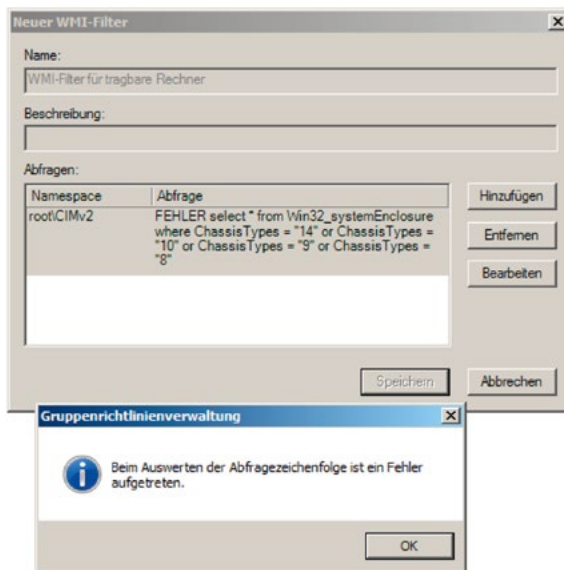 Neuer WMI-Filter
Name:
WMI-Filter für tragbare Rechner
Beschreibung:
Abfragen:
Namespace Abfrage
root\CIMv2 FEHLER select * from Win32_systemEnclosure
where ChassisTypes = "14" or ChassisTypes =
"10" or ChassisTypes = "9" or ChassisTypes =
"8"
Hinzufügen
Entfernen
Bearbeiten
Speichern Abbrechen
Gruppenrichtlinienverwaltung
Beim Auswerten der Abfragezeichenfolge ist ein Fehler
aufgetreten.
OK